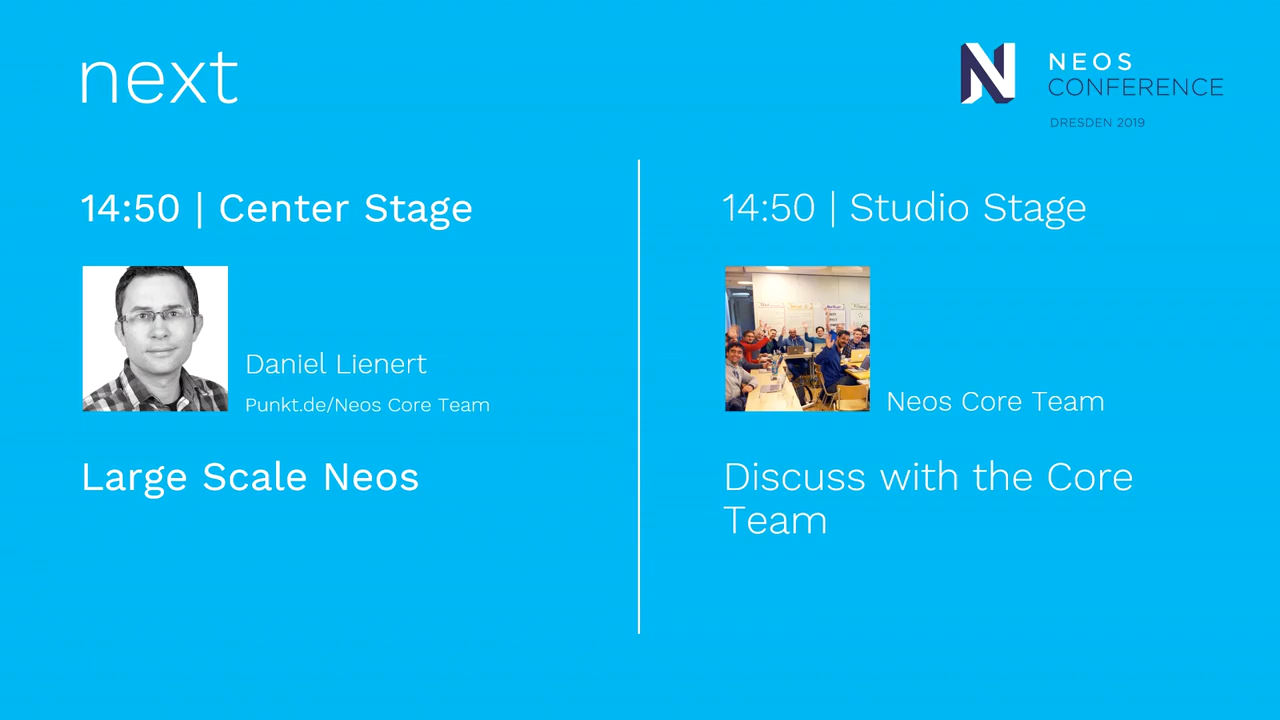 next
NEOS
CONFERENCE
DRESDEN 2019
14:50 | Center Stage
Daniel Lienert
Punkt.de/Neos Core Team
Large Scale Neos
14:50 | Studio Stage
Neos Core Team
Discuss with the Core
Team